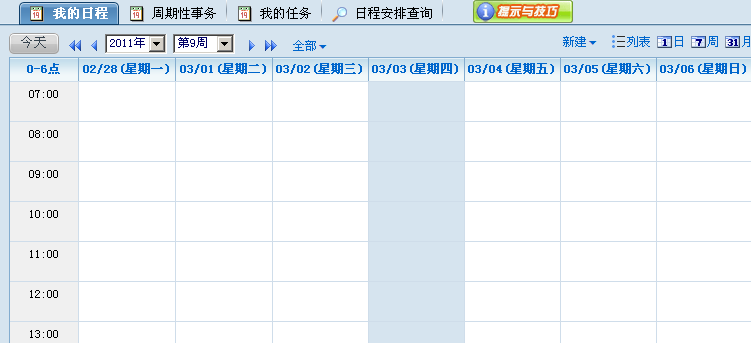 我的日程 周期性事务 我的任务 日程安排查询 提示与技巧
今天 2011年 第9周 全部 新建 列表 1日 7周 31月
0-6点 02/28(星期一) 03/01(星期二) 03/02(星期三) 03/03(星期四) 03/04(星期五) 03/05(星期六) 03/06(星期日)
07:00
08:00
09:00
10:00
11:00
12:00
13:00